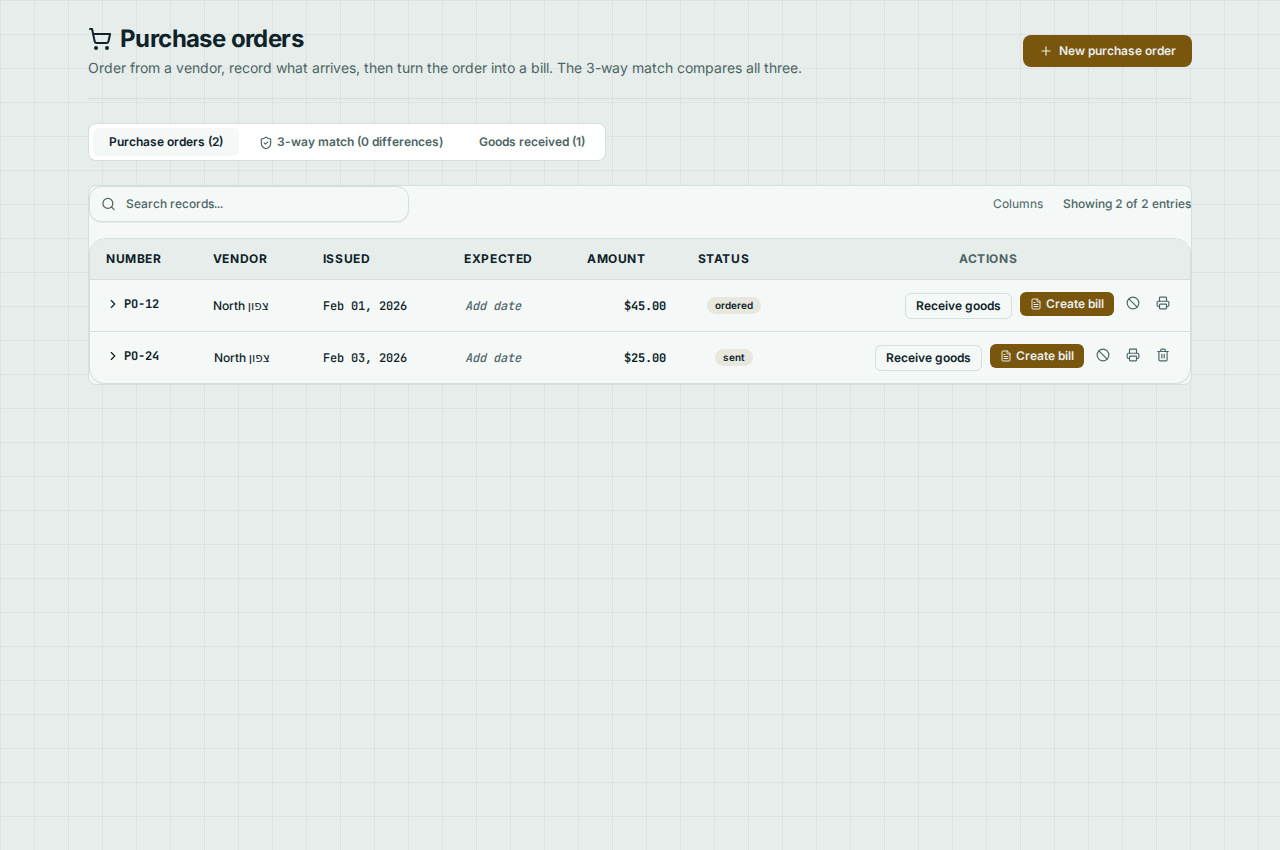 Purchase orders
Order from a vendor, record what arrives, then turn the order into a bill. The 3-way match compares all three.
New purchase order
Purchase orders (2) 3-way match (0 differences) Goods received (1)
Search records... Columns Showing 2 of 2 entries
NUMBER VENDOR ISSUED EXPECTED AMOUNT STATUS ACTIONS
PO-12 North צפון Feb 01, 2026 Add date $45.00 ordered Receive goods Create bill
PO-24 North צפון Feb 03, 2026 Add date $25.00 sent Receive goods Create bill